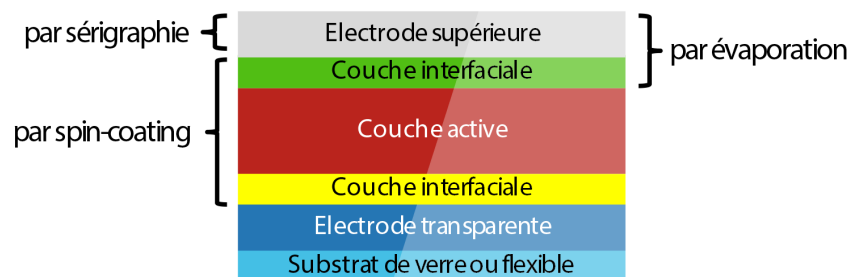 par sérigraphie
Electrode supérieure
par évaporation
Couche interfaciale
par spin-coating
Couche active
Couche interfaciale
Electrode transparente
Substrat de verre ou flexible